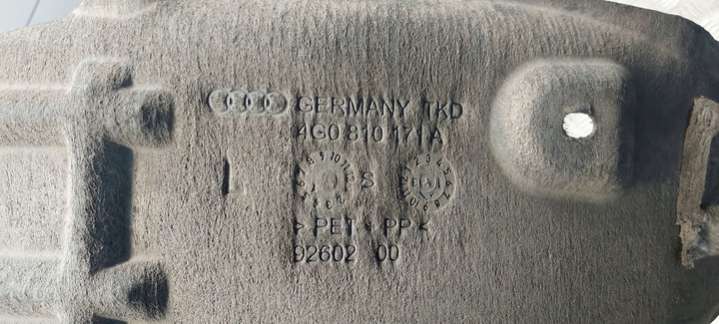 GERMANY TKD
4G0 810 171 A
L S
> PET + PP <
92602 00